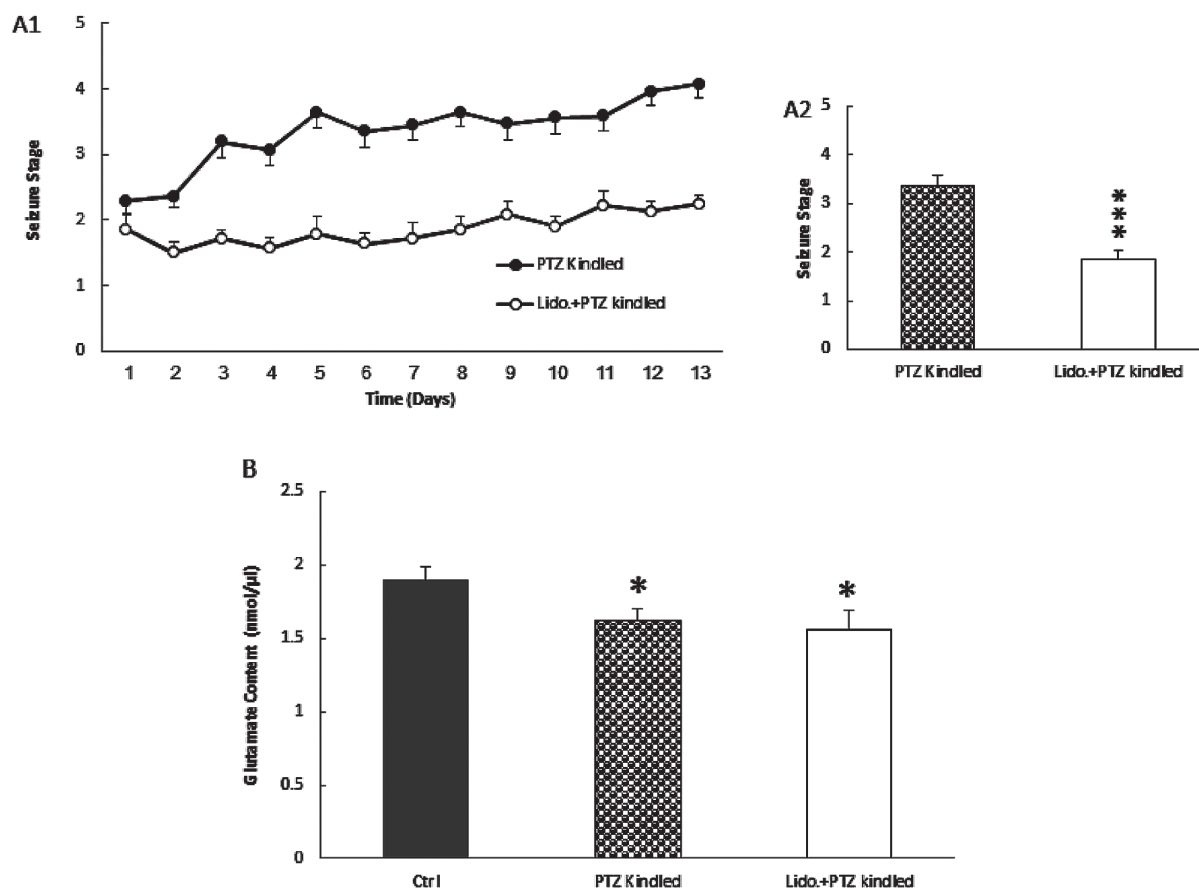 A1
5
4
3
2
1
0
Seizure Stage
PTZ Kindled
Lido.+PTZ kindled
1 2 3 4 5 6 7 8 9 10 11 12 13
Time (Days)
A2
5
4
3
2
1
0
Seizure Stage
***
PTZ Kindled Lido.+PTZ kindled
B
2.5
2
1.5
1
0.5
0
Glutamate Content (nmol/µl)
* *
Ctrl PTZ Kindled Lido.+PTZ kindled